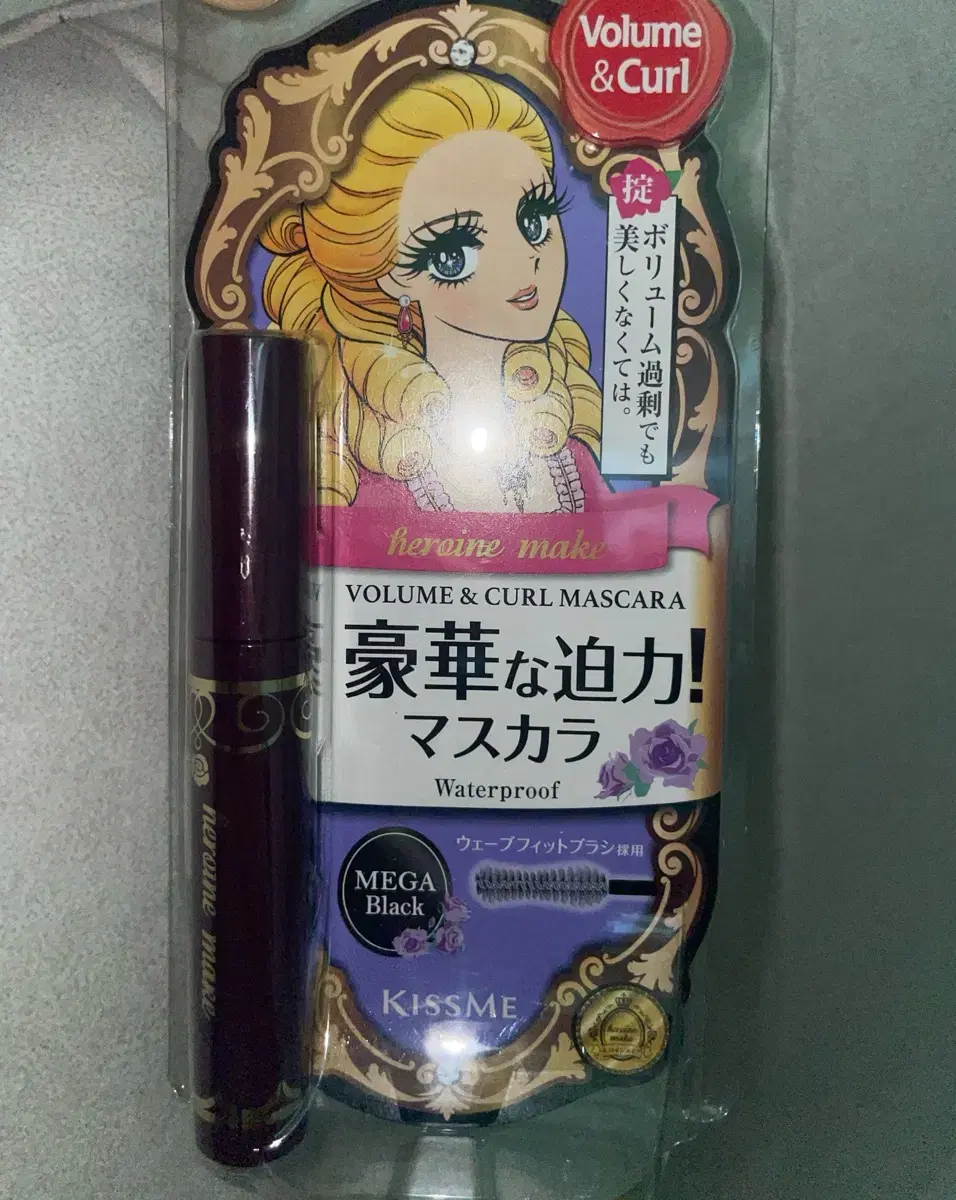 Volume
&Curl
掟
ボリューム過剰でも
美しくなくては。
heroine make
VOLUME & CURL MASCARA
豪華な迫力!
マスカラ
Waterproof
ウェーブフィットブラシ採用
MEGA
Black
KISSME
heroine make
heroine
make